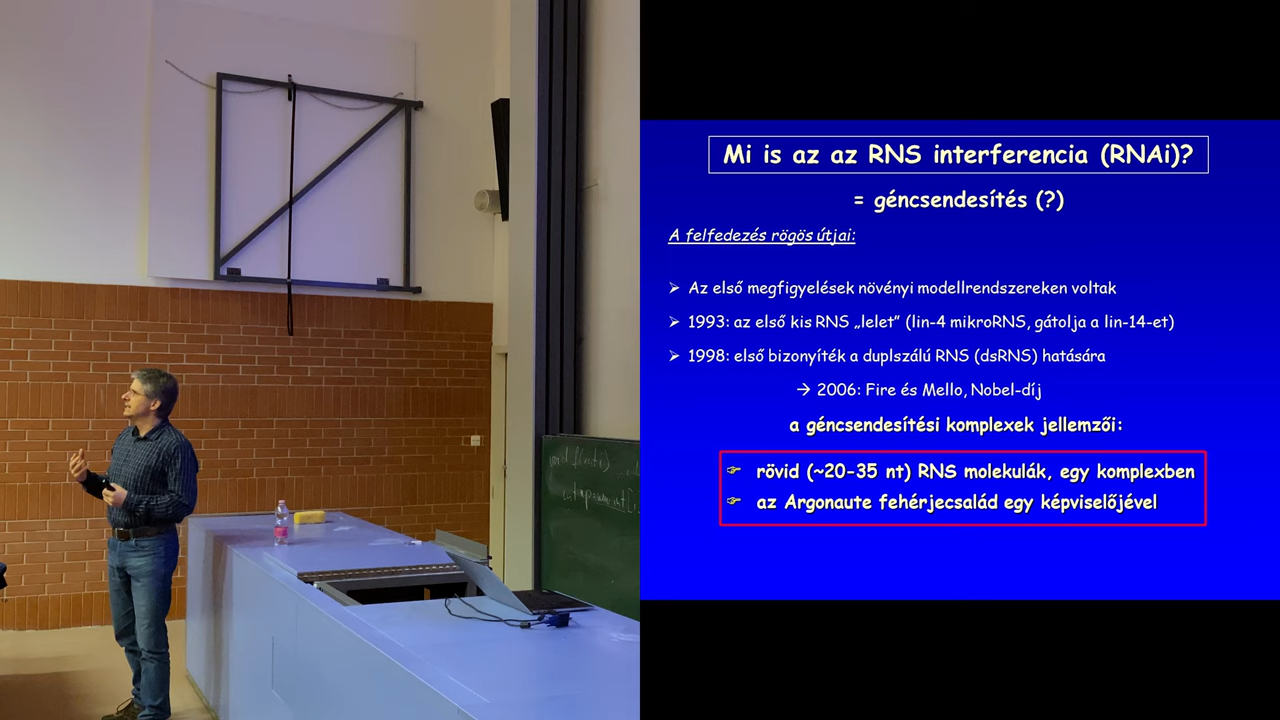 Mi is az az RNS interferencia (RNAi)?
= géncsendesítés (?)
A felfedezés rögös útjai:
➢ Az első megfigyelések növényi modellrendszereken voltak
➢ 1993: az első kis RNS „lelet” (lin-4 mikroRNS, gátolja a lin-14-et)
➢ 1998: első bizonyíték a duplszálú RNS (dsRNS) hatására
→ 2006: Fire és Mello, Nobel-díj
a géncsendesítési komplexek jellemzői:
☞ rövid (~20-35 nt) RNS molekulák, egy komplexben
☞ az Argonaute fehérjecsalád egy képviselőjével